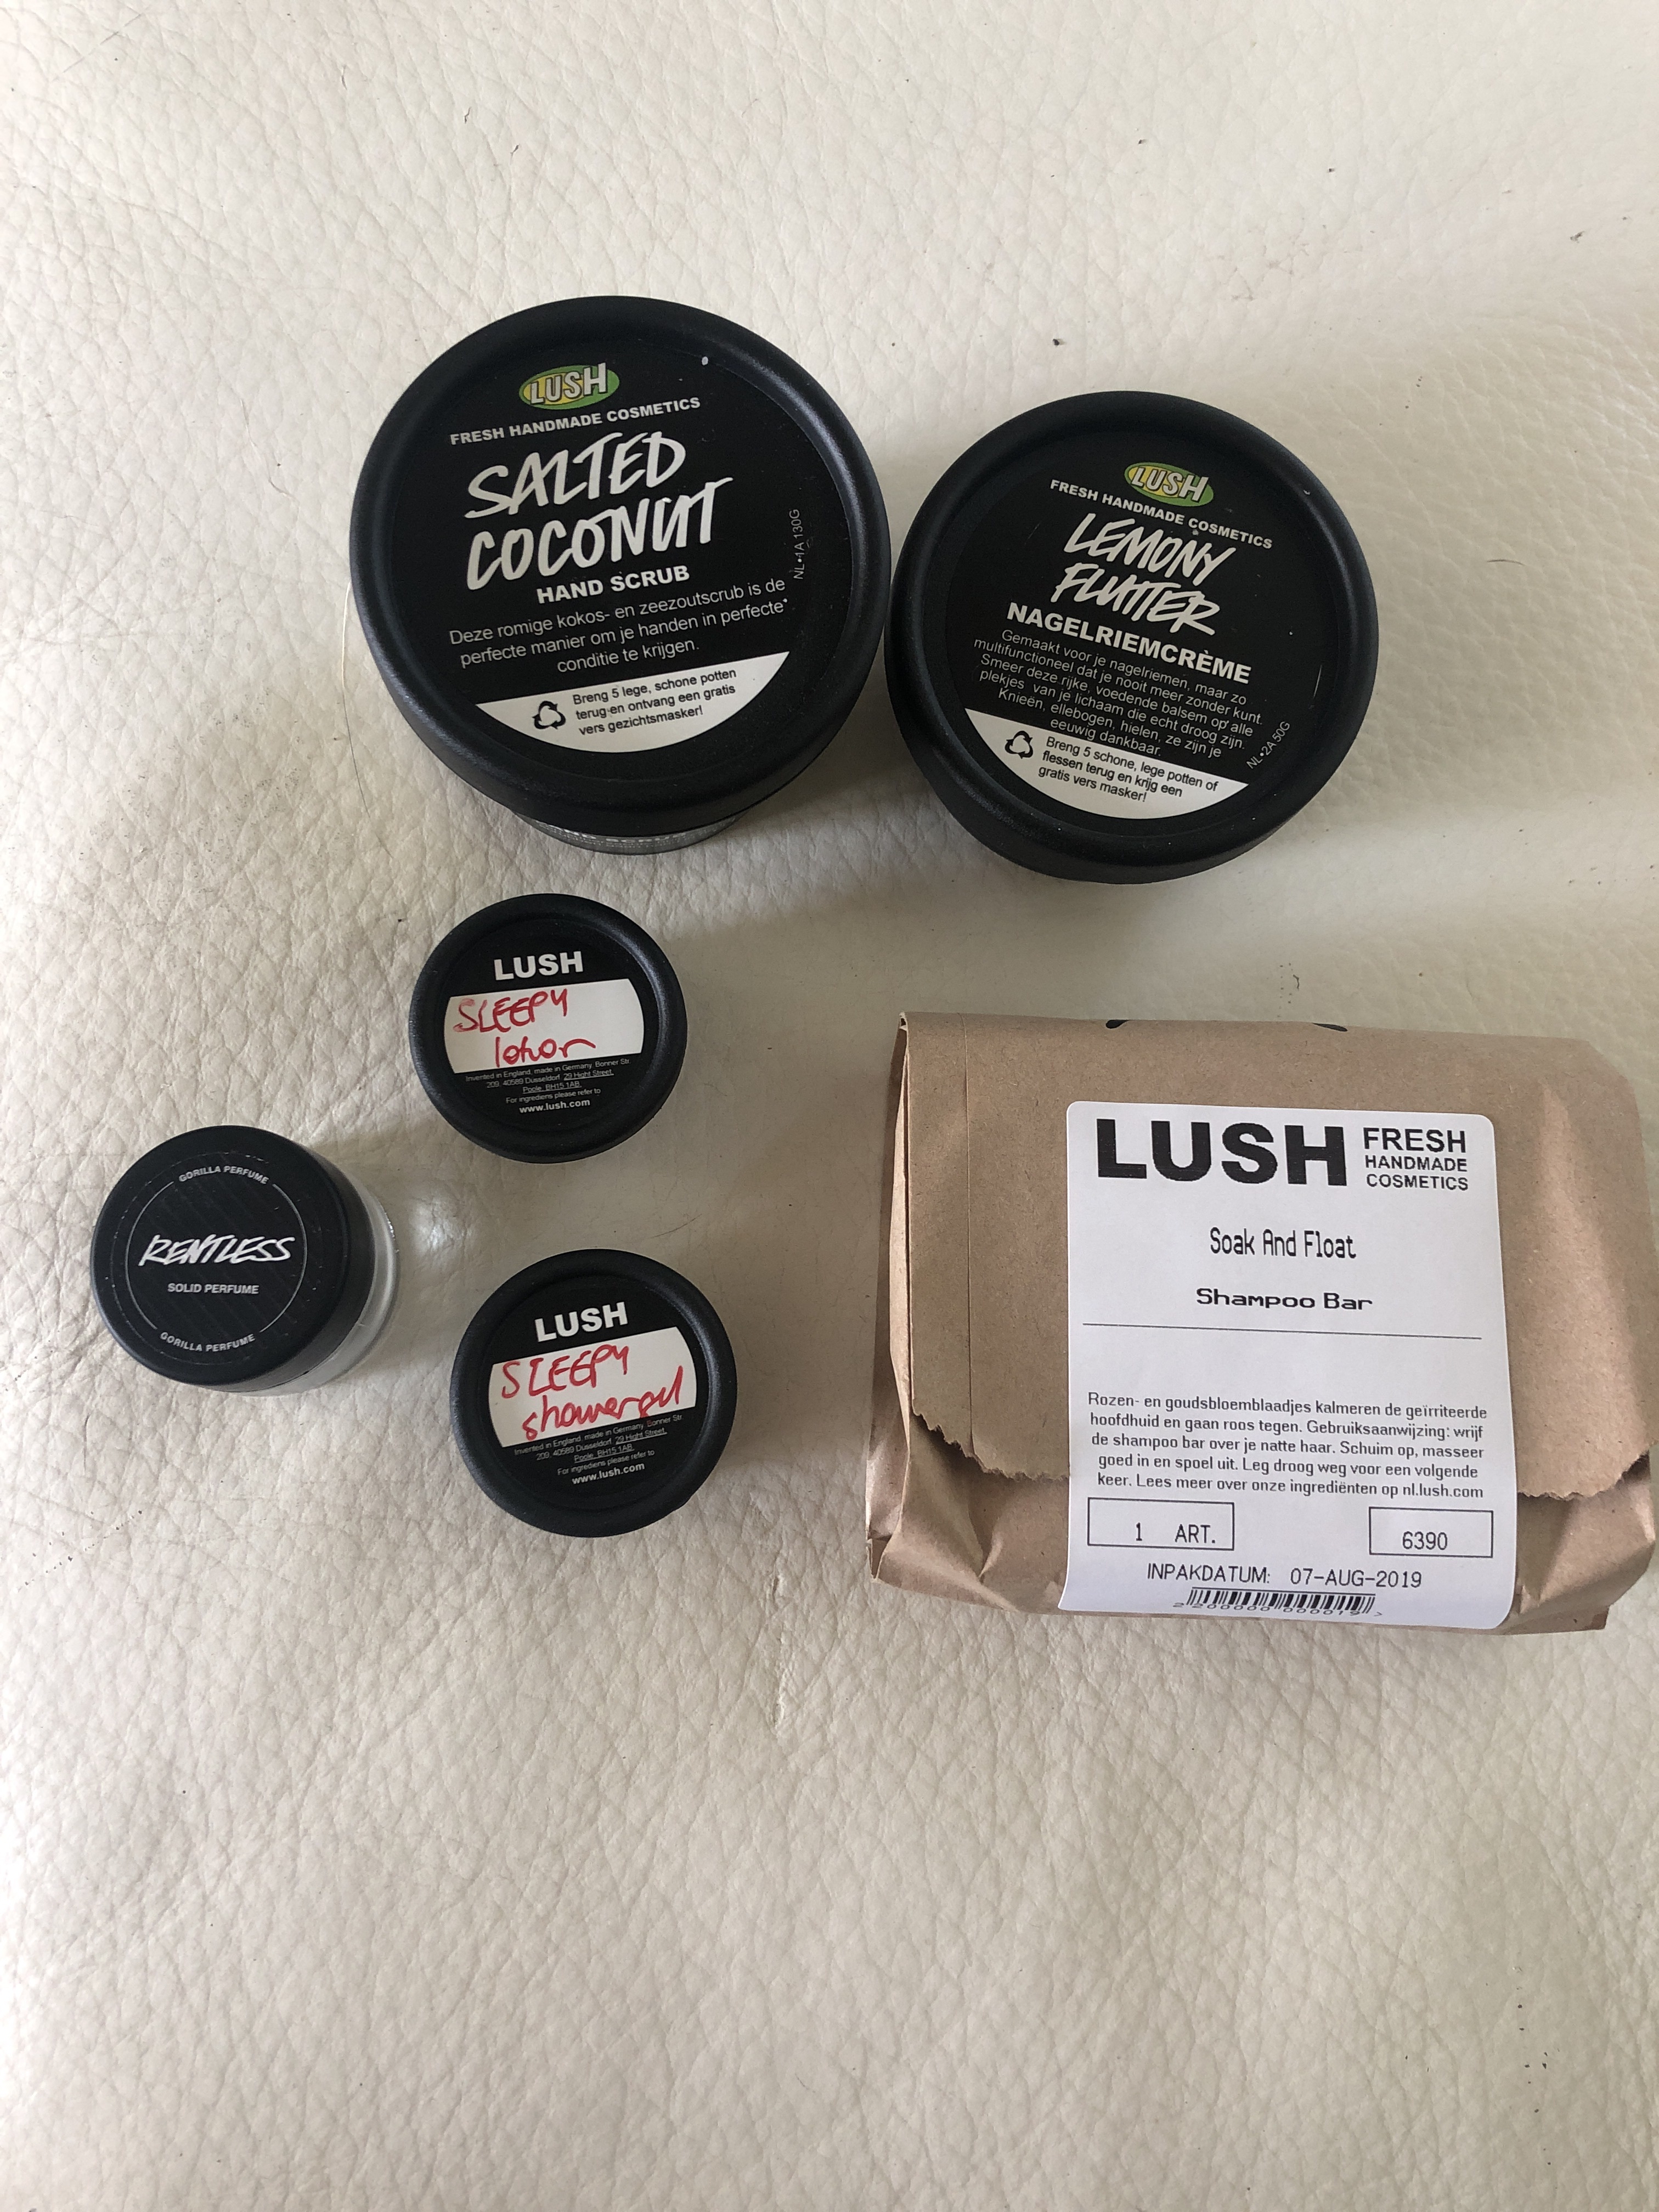 LUSH
FRESH HANDMADE COSMETICS
SALTED
COCONUT
HAND SCRUB
Deze romige kokos- en zeezoutscrub is de
perfecte manier om je handen in perfecte
conditie te krijgen.
Breng 5 lege, schone potten
terug en ontvang een gratis
vers gezichtsmasker!
NL•1A 130G
LUSH
FRESH HANDMADE COSMETICS
LEMONY
FLUTTER
NAGELRIEMCRÈME
Gemaakt voor je nagelriemen, maar zo
multifunctioneel dat je nooit meer zonder kunt.
Smeer deze rijke, voedende balsem op alle
plekjes van je lichaam die echt droog zijn.
Knieën, ellebogen, hielen, ze zijn je
eeuwig dankbaar.
Breng 5 schone, lege potten of
flessen terug en krijg een
gratis vers masker!
NL•2A 50G
LUSH
SLEEPY
lotion
Invented in England, made in Germany, Bonner Str.
209, 40589 Düsseldorf, 29 Hight Street,
Poole, BH15 1AB.
For ingrediens please refer to
www.lush.com
GORILLA PERFUME
RENTLESS
SOLID PERFUME
GORILLA PERFUME
LUSH
SLEEPY
showergel
Invented in England, made in Germany, Bonner Str.
209, 40589 Düsseldorf, 29 Hight Street,
Poole, BH15 1AB.
For ingrediens please refer to
www.lush.com
LUSH FRESH
HANDMADE
COSMETICS
Soak And Float
Shampoo Bar
Rozen- en goudsbloemblaadjes kalmeren de geïrriteerde
hoofdhuid en gaan roos tegen. Gebruiksaanwijzing: wrijf
de shampoo bar over je natte haar. Schuim op, masseer
goed in en spoel uit. Leg droog weg voor een volgende
keer. Lees meer over onze ingrediënten op nl.lush.com
1 ART.
6390
INPAKDATUM: 07-AUG-2019